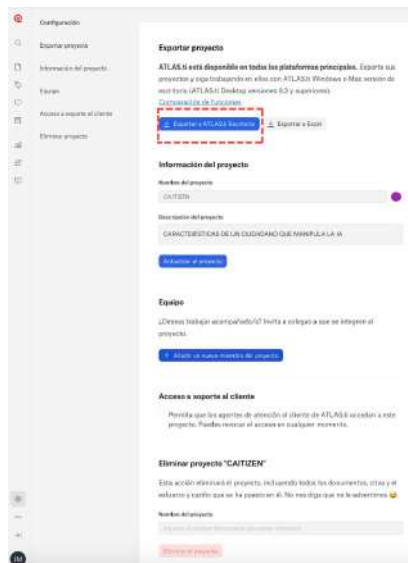 Configuración
Exportar proyecto
Información del proyecto
Equipo
Acceso a soporte al cliente
Eliminar proyecto
Exportar proyecto
ATLAS.ti está disponible en todas las plataformas principales. Exporta sus
proyectos y siga trabajando en ellos con ATLAS.ti Windows o Mac versión de
escritorio (ATLAS.ti Desktop versiones 9.0 y superiores).
Comparación de funciones
Exportar a ATLAS.ti Escritorio
Exportar a Excel
Información del proyecto
Nombre del proyecto
CAITIZEN
Descripción del proyecto
CARACTERÍSTICAS DE UN CIUDADANO QUE MANIPULA LA IA
Actualizar el proyecto
Equipo
¿Deseas trabajar acompañado/a? Invita a colegas a que se integren al
proyecto.
+ Añadir un nuevo miembro del proyecto
Acceso a soporte al cliente
Permita que los agentes de atención al cliente de ATLAS.ti accedan a este
proyecto. Puedes revocar el acceso en cualquier momento.
Eliminar proyecto "CAITIZEN"
Esta acción eliminará el proyecto, incluyendo todos los documentos, citas y el
esfuerzo y cariño que se ha puesto en él. No nos diga que no le advertimos
Nombre del proyecto
Eliminar el proyecto
IM